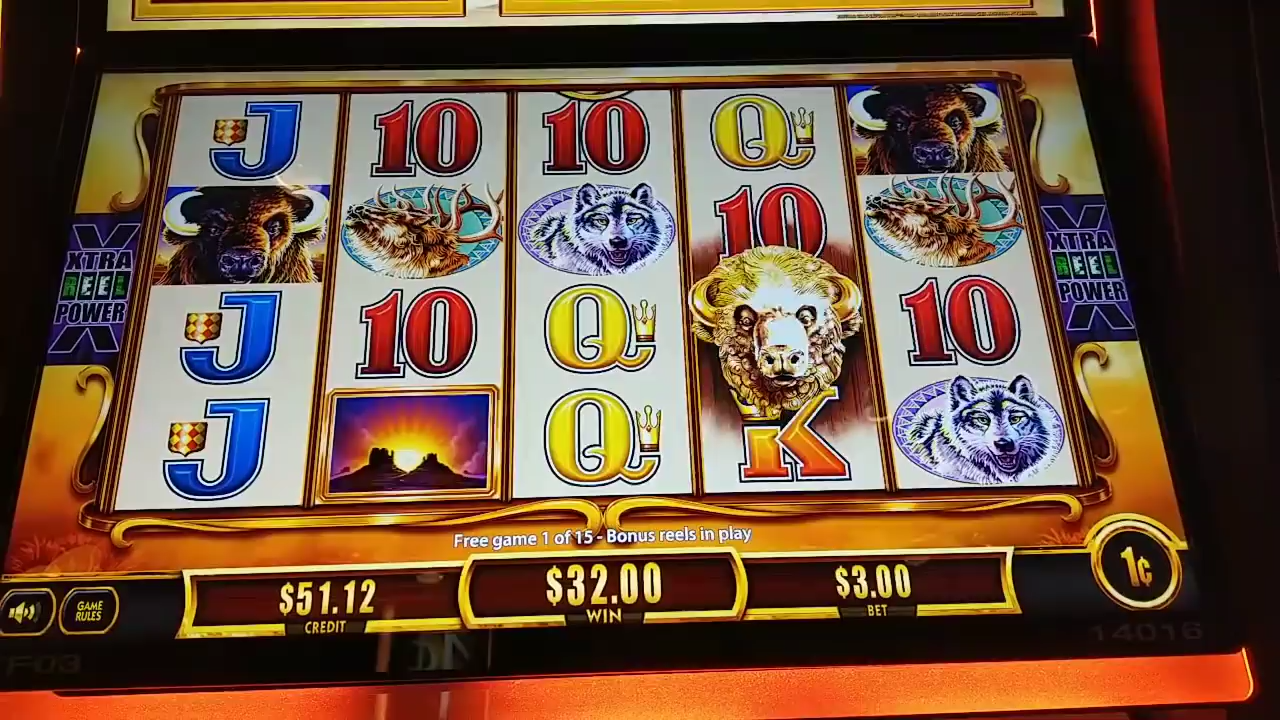 J 10 10 Q
10
J 10 Q 10
J Q K
XTRA
REEL
POWER
XTRA
REEL
POWER
Free game 1 of 15 - Bonus reels in play
$51.12
CREDIT
$32.00
WIN
$3.00
BET
1¢
GAME
RULES
14016
F03